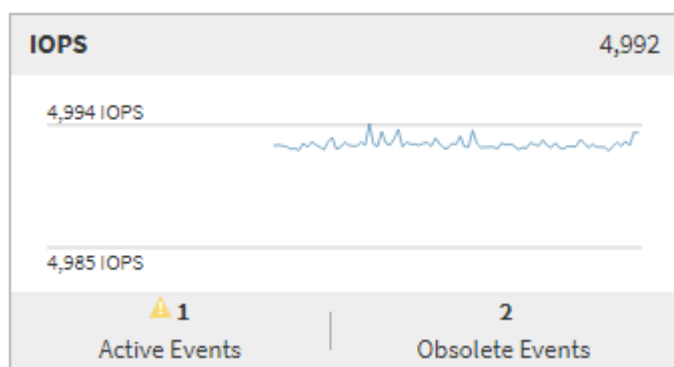 IOPS 4,992
4,994 IOPS
4,985 IOPS
1 2
Active Events Obsolete Events